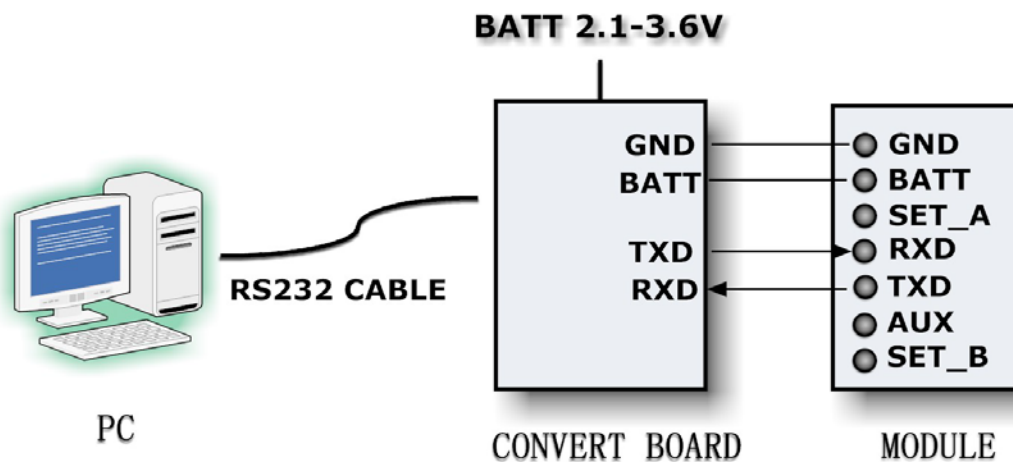 BATT 2.1-3.6V
GND
BATT
TXD
RXD
GND
BATT
SET_A
RXD
TXD
AUX
SET_B
RS232 CABLE
PC
CONVERT BOARD
MODULE